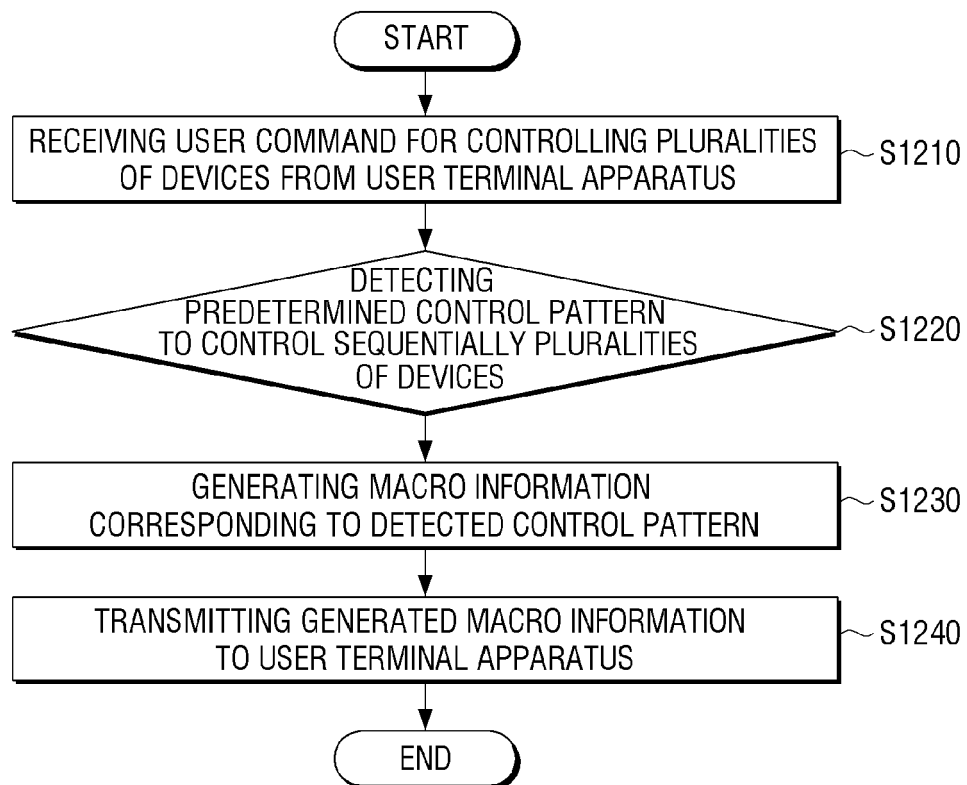 START
RECEIVING USER COMMAND FOR CONTROLLING PLURALITIES
OF DEVICES FROM USER TERMINAL APPARATUS
S1210
DETECTING
PREDETERMINED CONTROL PATTERN
TO CONTROL SEQUENTIALLY PLURALITIES
OF DEVICES
S1220
GENERATING MACRO INFORMATION
CORRESPONDING TO DETECTED CONTROL PATTERN
S1230
TRANSMITTING GENERATED MACRO INFORMATION
TO USER TERMINAL APPARATUS
S1240
END